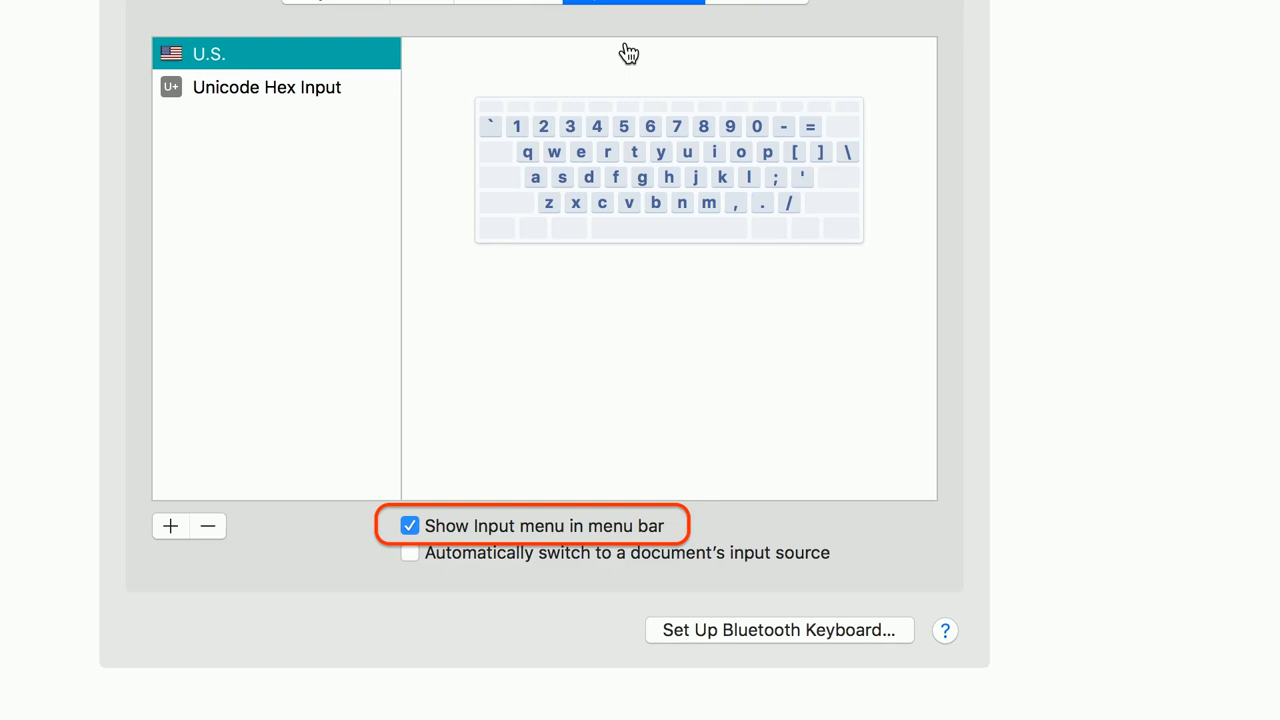 U.S.
U+ Unicode Hex Input
` 1 2 3 4 5 6 7 8 9 0 - =
q w e r t y u i o p [ ] \
a s d f g h j k l ; '
z x c v b n m , . /
+ −
Show Input menu in menu bar
Automatically switch to a document's input source
Set Up Bluetooth Keyboard...
?